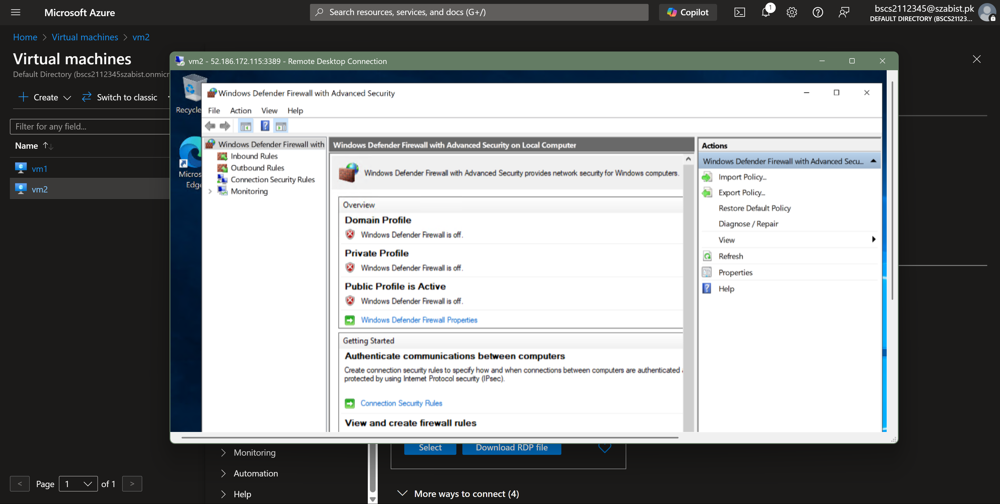 Microsoft Azure
Search resources, services, and docs (G+/)
Copilot
1
bscs2112345@szabist.pk
DEFAULT DIRECTORY (BSCS21123...
Home > Virtual machines > vm2
Virtual machines
Default Directory (bscs2112345szabist.onmicr
Create
Switch to classic
Filter for any field...
Name
vm1
vm2
< Page 1 of 1 >
vm2 - 52.186.172.115:3389 - Remote Desktop Connection
Recycle
Micros
Edge
Windows Defender Firewall with Advanced Security
File Action View Help
Windows Defender Firewall with
Inbound Rules
Outbound Rules
Connection Security Rules
Monitoring
Windows Defender Firewall with Advanced Security on Local Computer
Windows Defender Firewall with Advanced Security provides network security for Windows computers.
Overview
Domain Profile
Windows Defender Firewall is off.
Private Profile
Windows Defender Firewall is off.
Public Profile is Active
Windows Defender Firewall is off.
Windows Defender Firewall Properties
Getting Started
Authenticate communications between computers
Create connection security rules to specify how and when connections between computers are authenticated
protected by using Internet Protocol security (IPsec).
Connection Security Rules
View and create firewall rules
Actions
Windows Defender Firewall with Advanced Secu...
Import Policy...
Export Policy...
Restore Default Policy
Diagnose / Repair
View
Refresh
Properties
Help
Monitoring
Automation
Help
Select
Download RDP file
More ways to connect (4)